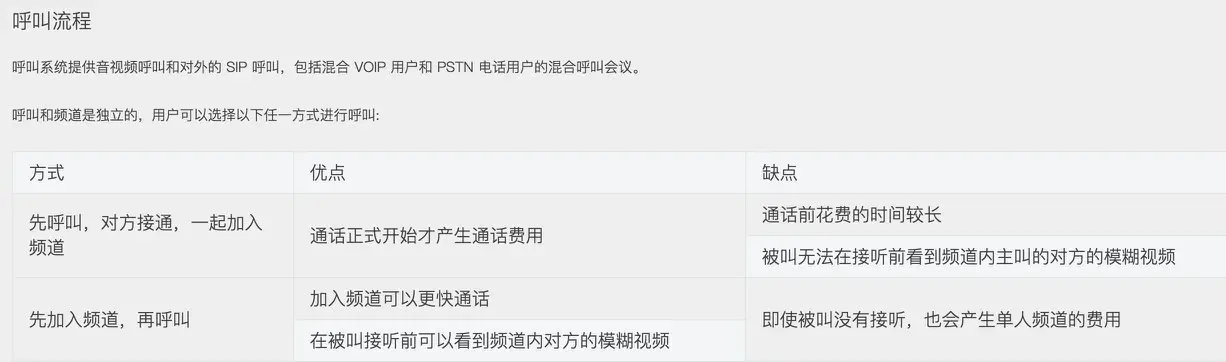 呼叫流程
呼叫系统提供音视频呼叫和对外的 SIP 呼叫，包括混合 VOIP 用户和 PSTN 电话用户的混合呼叫会议。
呼叫和频道是独立的，用户可以选择以下任一方式进行呼叫:
方式
优点
缺点
先呼叫，对方接通，一起加入
频道
通话正式开始才产生通话费用
通话前花费的时间较长
被叫无法在接听前看到频道内主叫的对方的模糊视频
先加入频道，再呼叫
加入频道可以更快通话
在被叫接听前可以看到频道内对方的模糊视频
即使被叫没有接听，也会产生单人频道的费用